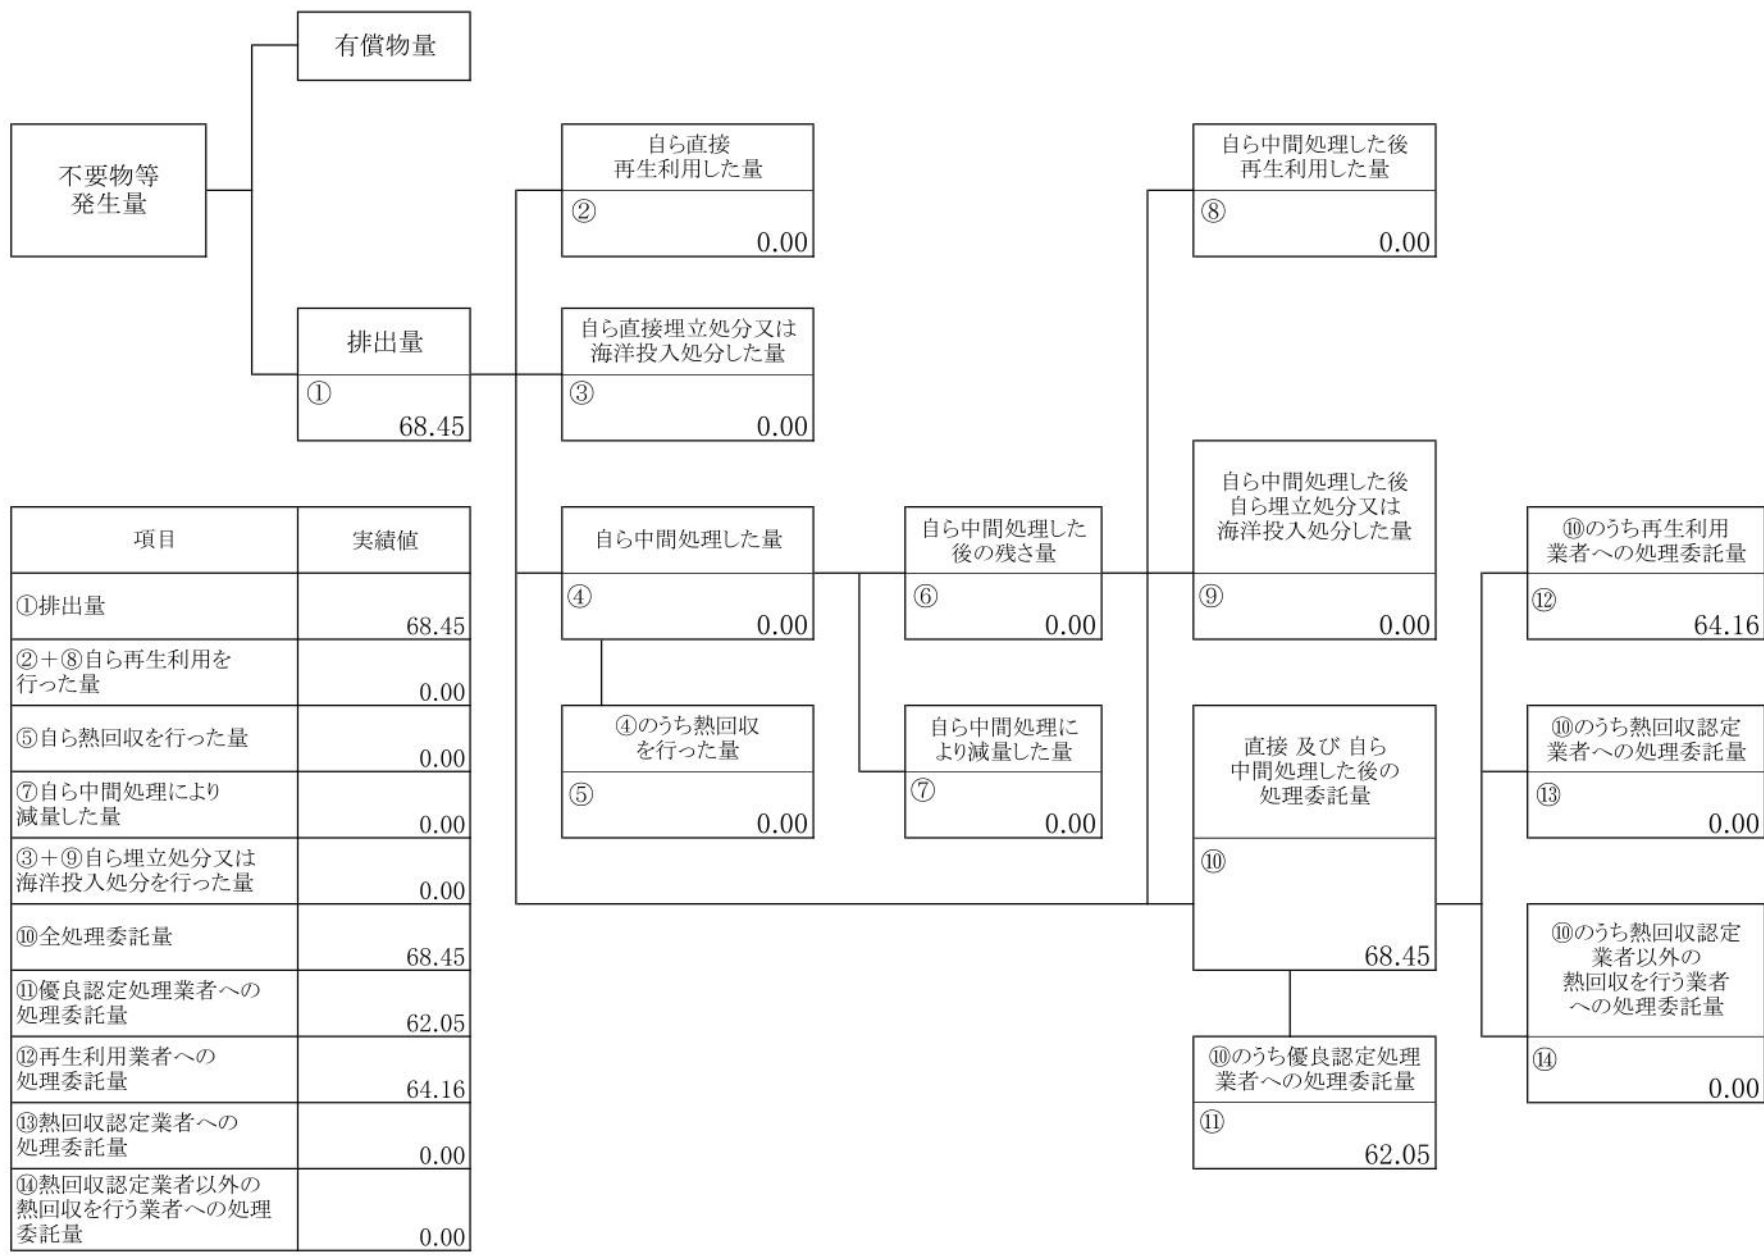 有償物量
不要物等
発生量
自ら直接
再生利用した量
②
0.00
自ら中間処理した後
再生利用した量
⑧
0.00
排出量
①
68.45
自ら直接埋立処分又は
海洋投入処分した量
③
0.00
項目 実績値
①排出量
68.45
②＋⑧自ら再生利用を
行った量
0.00
⑤自ら熱回収を行った量
0.00
⑦自ら中間処理により
減量した量
0.00
③＋⑨自ら埋立処分又は
海洋投入処分を行った量
0.00
⑩全処理委託量
68.45
⑪優良認定処理業者への
処理委託量
62.05
⑫再生利用業者への
処理委託量
64.16
⑬熱回収認定業者への
処理委託量
0.00
⑭熱回収認定業者以外の
熱回収を行う業者への処理
委託量
0.00
自ら中間処理した量
④
0.00
④のうち熱回収
を行った量
⑤
0.00
自ら中間処理した
後の残さ量
⑥
0.00
自ら中間処理に
より減量した量
⑦
0.00
自ら中間処理した後
自ら埋立処分又は
海洋投入処分した量
⑨
0.00
直接 及び 自ら
中間処理した後の
処理委託量
⑩
68.45
⑩のうち優良認定処理
業者への処理委託量
⑪
62.05
⑩のうち再生利用
業者への処理委託量
⑫
64.16
⑩のうち熱回収認定
業者への処理委託量
⑬
0.00
⑩のうち熱回収認定
業者以外の
熱回収を行う業者
への処理委託量
⑭
0.00